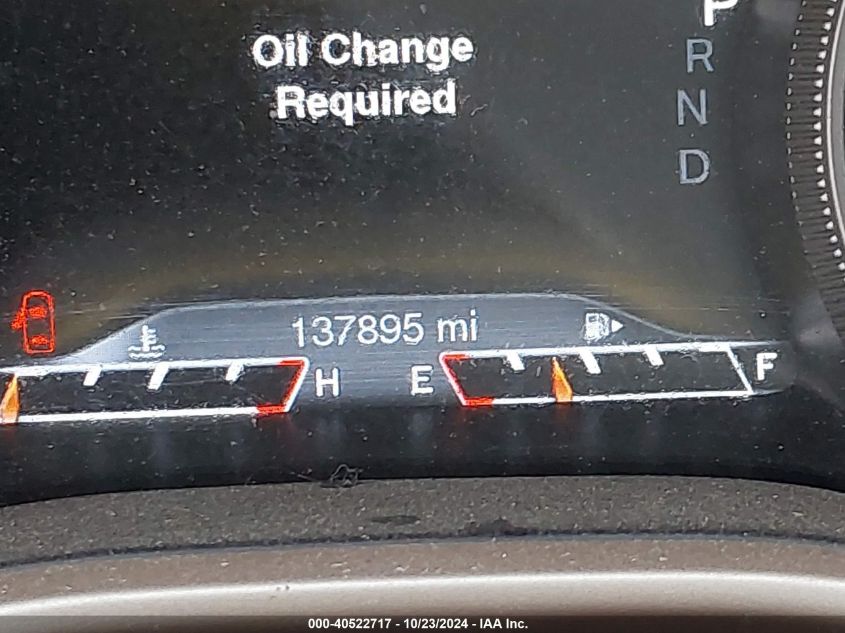 P
Oil Change
R
Required
N
D
137895 mi
H E F
000-40522717 - 10/23/2024 - IAA Inc.